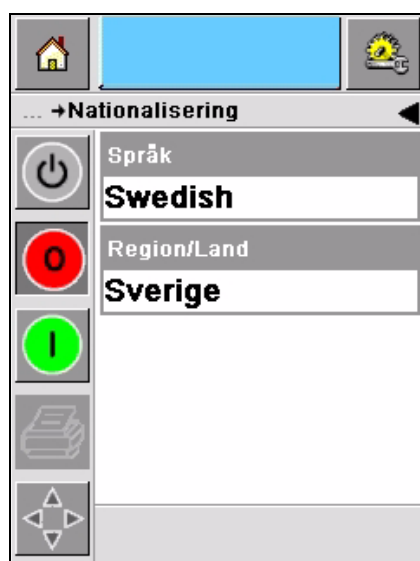 ... →Nationalisering
Språk
Swedish
Region/Land
Sverige
O
I